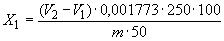 X₁ = (V₂ − V₁)·0,001773·250·100
m·50